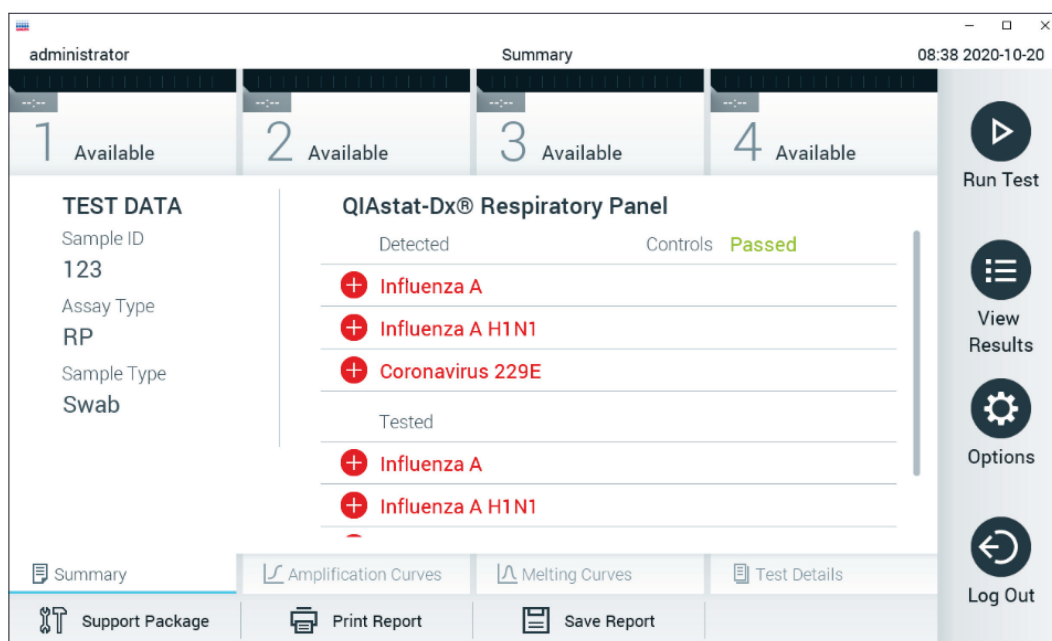 administrator Summary 08:38 2020-10-20
--:-- --:-- --:-- --:--
1 Available 2 Available 3 Available 4 Available
Run Test
TEST DATA
Sample ID
123
Assay Type
RP
Sample Type
Swab
QIAstat-Dx® Respiratory Panel
Detected Controls Passed
Influenza A
Influenza A H1N1
Coronavirus 229E
Tested
Influenza A
Influenza A H1N1
View
Results
Options
Log Out
Summary Amplification Curves Melting Curves Test Details
Support Package Print Report Save Report